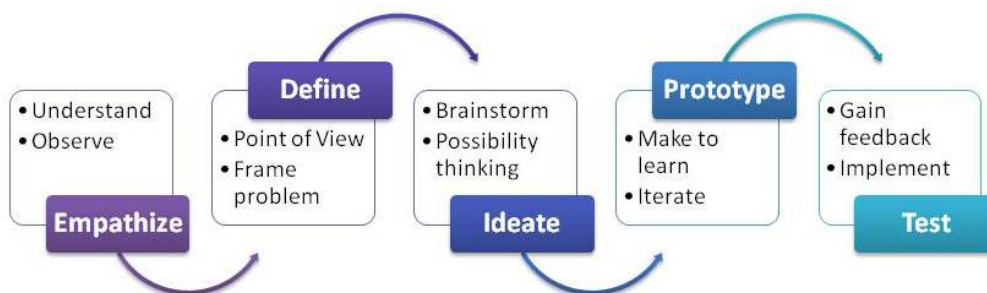 • Understand
• Observe
Empathize
Define
• Point of View
• Frame
problem
• Brainstorm
• Possibility
thinking
Ideate
Prototype
• Make to
learn
• Iterate
• Gain
feedback
• Implement
Test